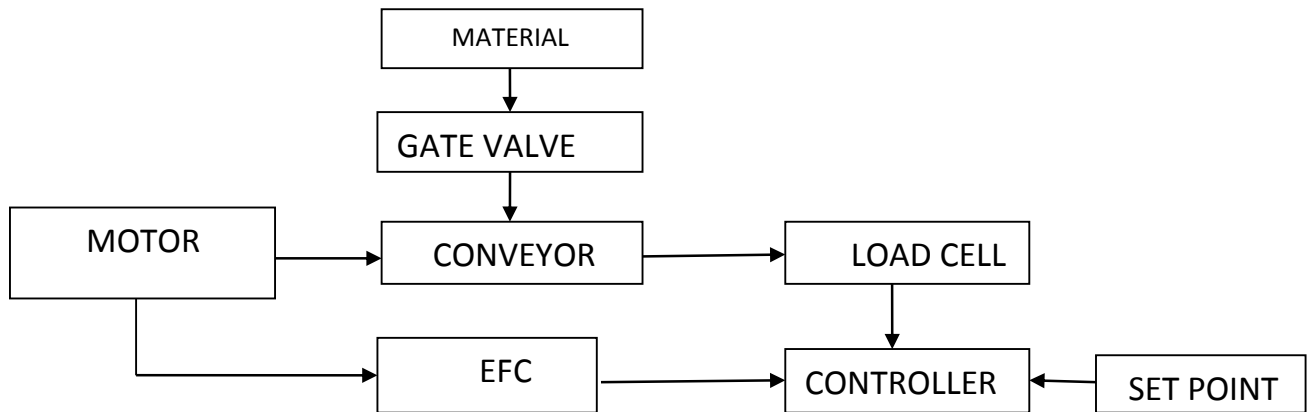 MATERIAL
GATE VALVE
MOTOR
CONVEYOR
LOAD CELL
EFC
CONTROLLER
SET POINT